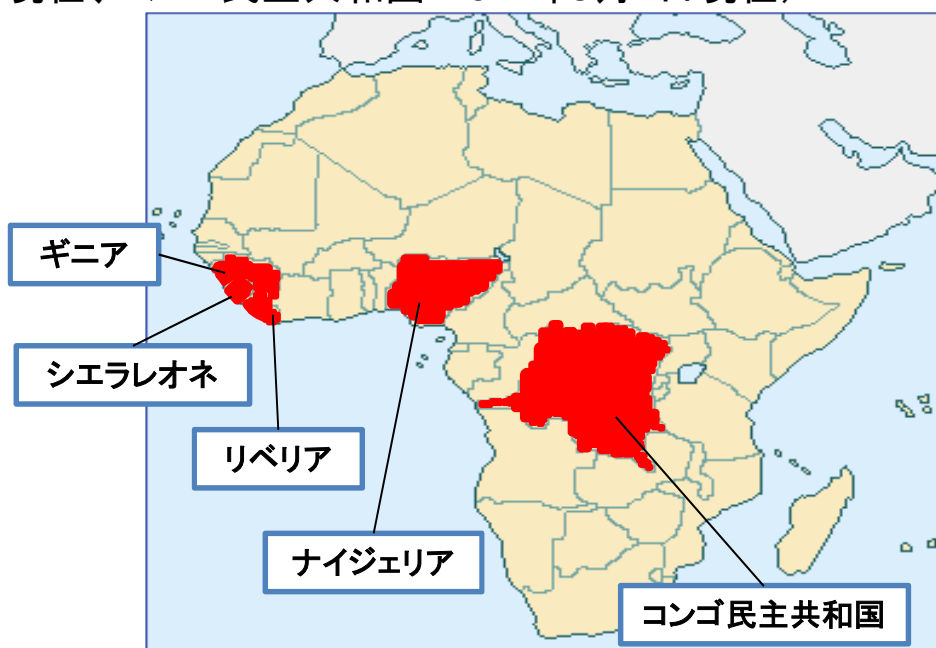 ギニア
シエラレオネ
リベリア
ナイジェリア
コンゴ民主共和国